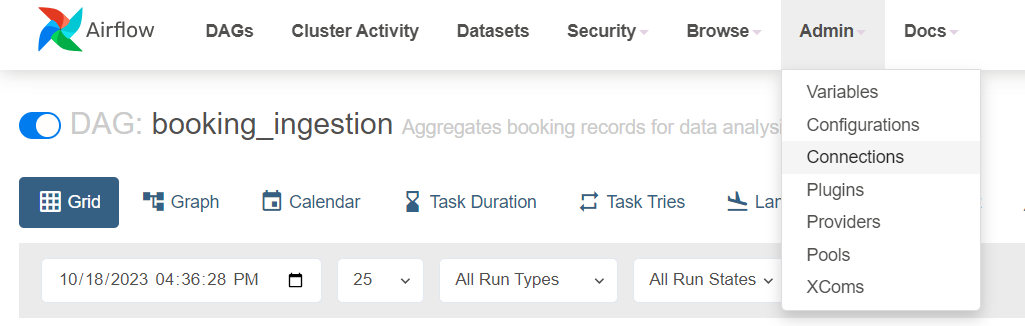 Airflow DAGs Cluster Activity Datasets Security Browse Admin Docs
Variables
Configurations
Connections
Plugins
Providers
Pools
XComs
DAG: booking_ingestion Aggregates booking records for data analysi
Grid Graph Calendar Task Duration Task Tries Lan
10/18/2023 04:36:28 PM 25 All Run Types All Run States